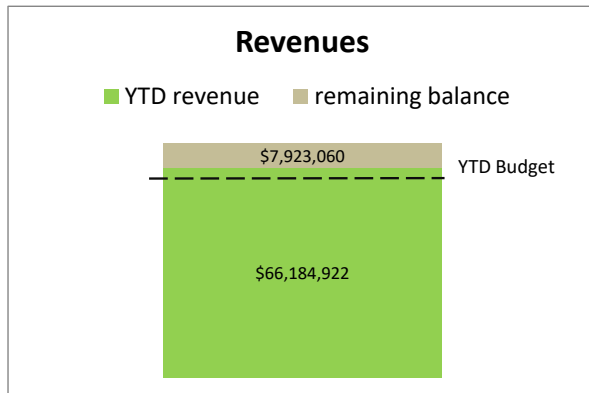 Revenues
YTD revenue remaining balance
$7,923,060
YTD Budget
$66,184,922